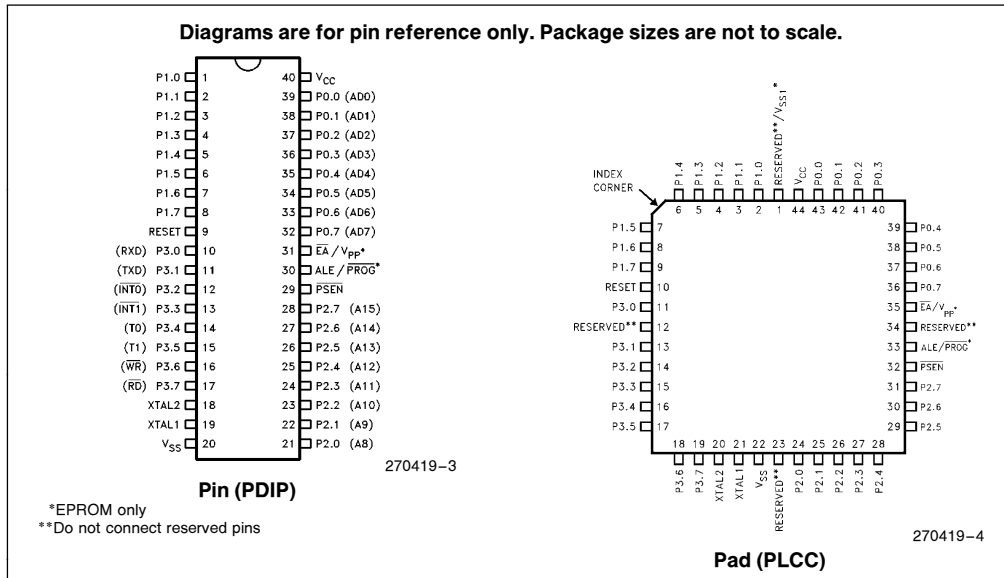 Diagrams are for pin reference only. Package sizes are not to scale.
P1.0 1 40 VCC
P1.1 2 39 P0.0 (AD0)
P1.2 3 38 P0.1 (AD1)
P1.3 4 37 P0.2 (AD2)
P1.4 5 36 P0.3 (AD3)
P1.5 6 35 P0.4 (AD4)
P1.6 7 34 P0.5 (AD5)
P1.7 8 33 P0.6 (AD6)
RESET 9 32 P0.7 (AD7)
(RXD) P3.0 10 31 EA/VPP*
(TXD) P3.1 11 30 ALE/PROG*
(INT0) P3.2 12 29 PSEN
(INT1) P3.3 13 28 P2.7 (A15)
(T0) P3.4 14 27 P2.6 (A14)
(T1) P3.5 15 26 P2.5 (A13)
(WR) P3.6 16 25 P2.4 (A12)
(RD) P3.7 17 24 P2.3 (A11)
XTAL2 18 23 P2.2 (A10)
XTAL1 19 22 P2.1 (A9)
VSS 20 21 P2.0 (A8)
270419-3
Pin (PDIP)
*EPROM only
**Do not connect reserved pins
INDEX
CORNER
P1.4 P1.3 P1.2 P1.1 P1.0 RESERVED**/VSS1* VCC P0.0 P0.1 P0.2 P0.3
6 5 4 3 2 1 44 43 42 41 40
P1.5 7 39 P0.4
P1.6 8 38 P0.5
P1.7 9 37 P0.6
RESET 10 36 P0.7
P3.0 11 35 EA/VPP*
RESERVED** 12 34 RESERVED**
P3.1 13 33 ALE/PROG*
P3.2 14 32 PSEN
P3.3 15 31 P2.7
P3.4 16 30 P2.6
P3.5 17 29 P2.5
18 19 20 21 22 23 24 25 26 27 28
P3.6 P3.7 XTAL2 XTAL1 VSS RESERVED** P2.0 P2.1 P2.2 P2.3 P2.4
270419-4
Pad (PLCC)